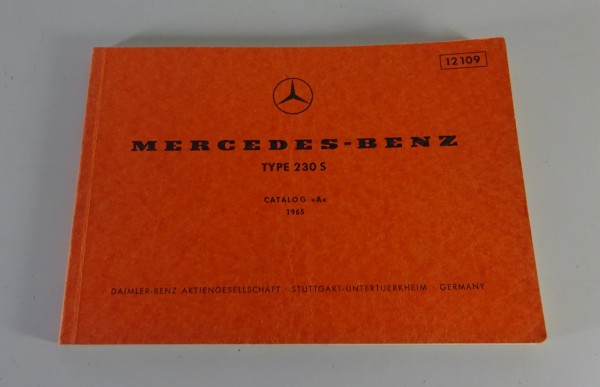 12109
MERCEDES-BENZ
TYPE 230 S
CATALOG »A«
1965
DAIMLER-BENZ AKTIENGESELLSCHAFT · STUTTGART-UNTERTUERKHEIM · GERMANY